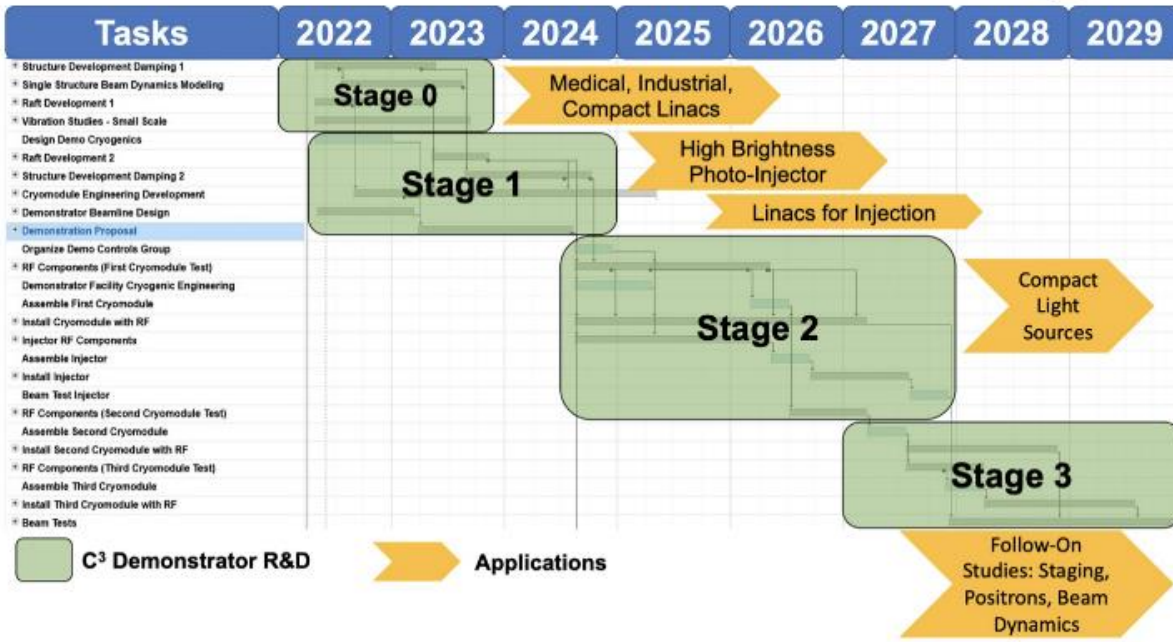 Tasks 2022 2023 2024 2025 2026 2027 2028 2029
Structure Development Damping 1
Single Structure Beam Dynamics Modeling
Raft Development 1
Vibration Studies - Small Scale
Design Demo Cryogenics
Raft Development 2
Structure Development Damping 2
Cryomodule Engineering Development
Demonstrator Beamline Design
Demonstration Proposal
Organize Demo Controls Group
RF Components (First Cryomodule Test)
Demonstrator Facility Cryogenic Engineering
Assemble First Cryomodule
Install Cryomodule with RF
Injector RF Components
Assemble Injector
Install Injector
Beam Test Injector
RF Components (Second Cryomodule Test)
Assemble Second Cryomodule
Install Second Cryomodule with RF
RF Components (Third Cryomodule Test)
Assemble Third Cryomodule
Install Third Cryomodule with RF
Beam Tests
Stage 0
Medical, Industrial,
Compact Linacs
Stage 1
High Brightness
Photo-Injector
Linacs for Injection
Stage 2
Compact
Light
Sources
Stage 3
Follow-On
Studies: Staging,
Positrons, Beam
Dynamics
C³ Demonstrator R&D
Applications